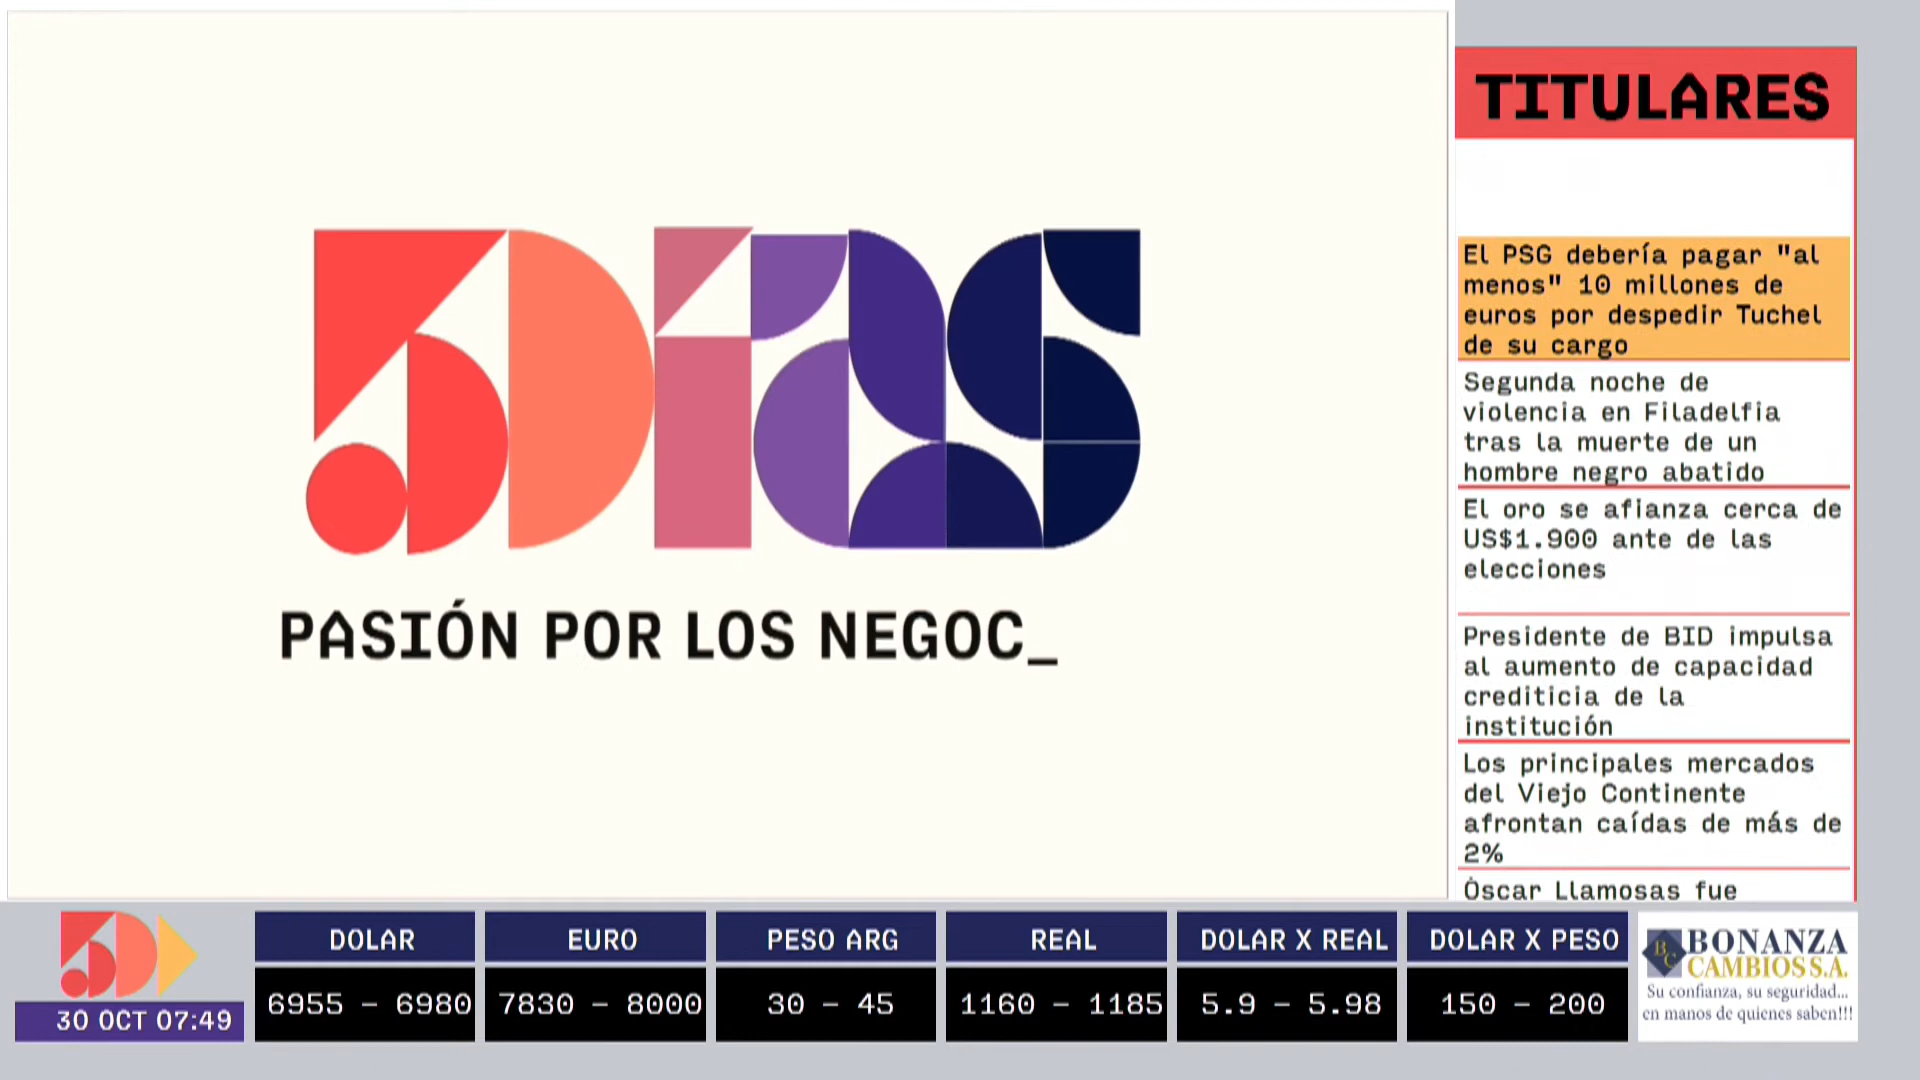 5Días
PASIÓN POR LOS NEGOC_
TITULARES
El PSG debería pagar "al
menos" 10 millones de
euros por despedir Tuchel
de su cargo
Segunda noche de
violencia en Filadelfia
tras la muerte de un
hombre negro abatido
El oro se afianza cerca de
US$1.900 ante de las
elecciones
Presidente de BID impulsa
al aumento de capacidad
crediticia de la
institución
Los principales mercados
del Viejo Continente
afrontan caídas de más de
2%
Òscar Llamosas fue
5D
30 OCT 07:49
DOLAR
6955 - 6980
EURO
7830 - 8000
PESO ARG
30 - 45
REAL
1160 - 1185
DOLAR X REAL
5.9 - 5.98
DOLAR X PESO
150 - 200
BC
BONANZA
CAMBIOS S.A.
Su confianza, su seguridad...
en manos de quienes saben!!!